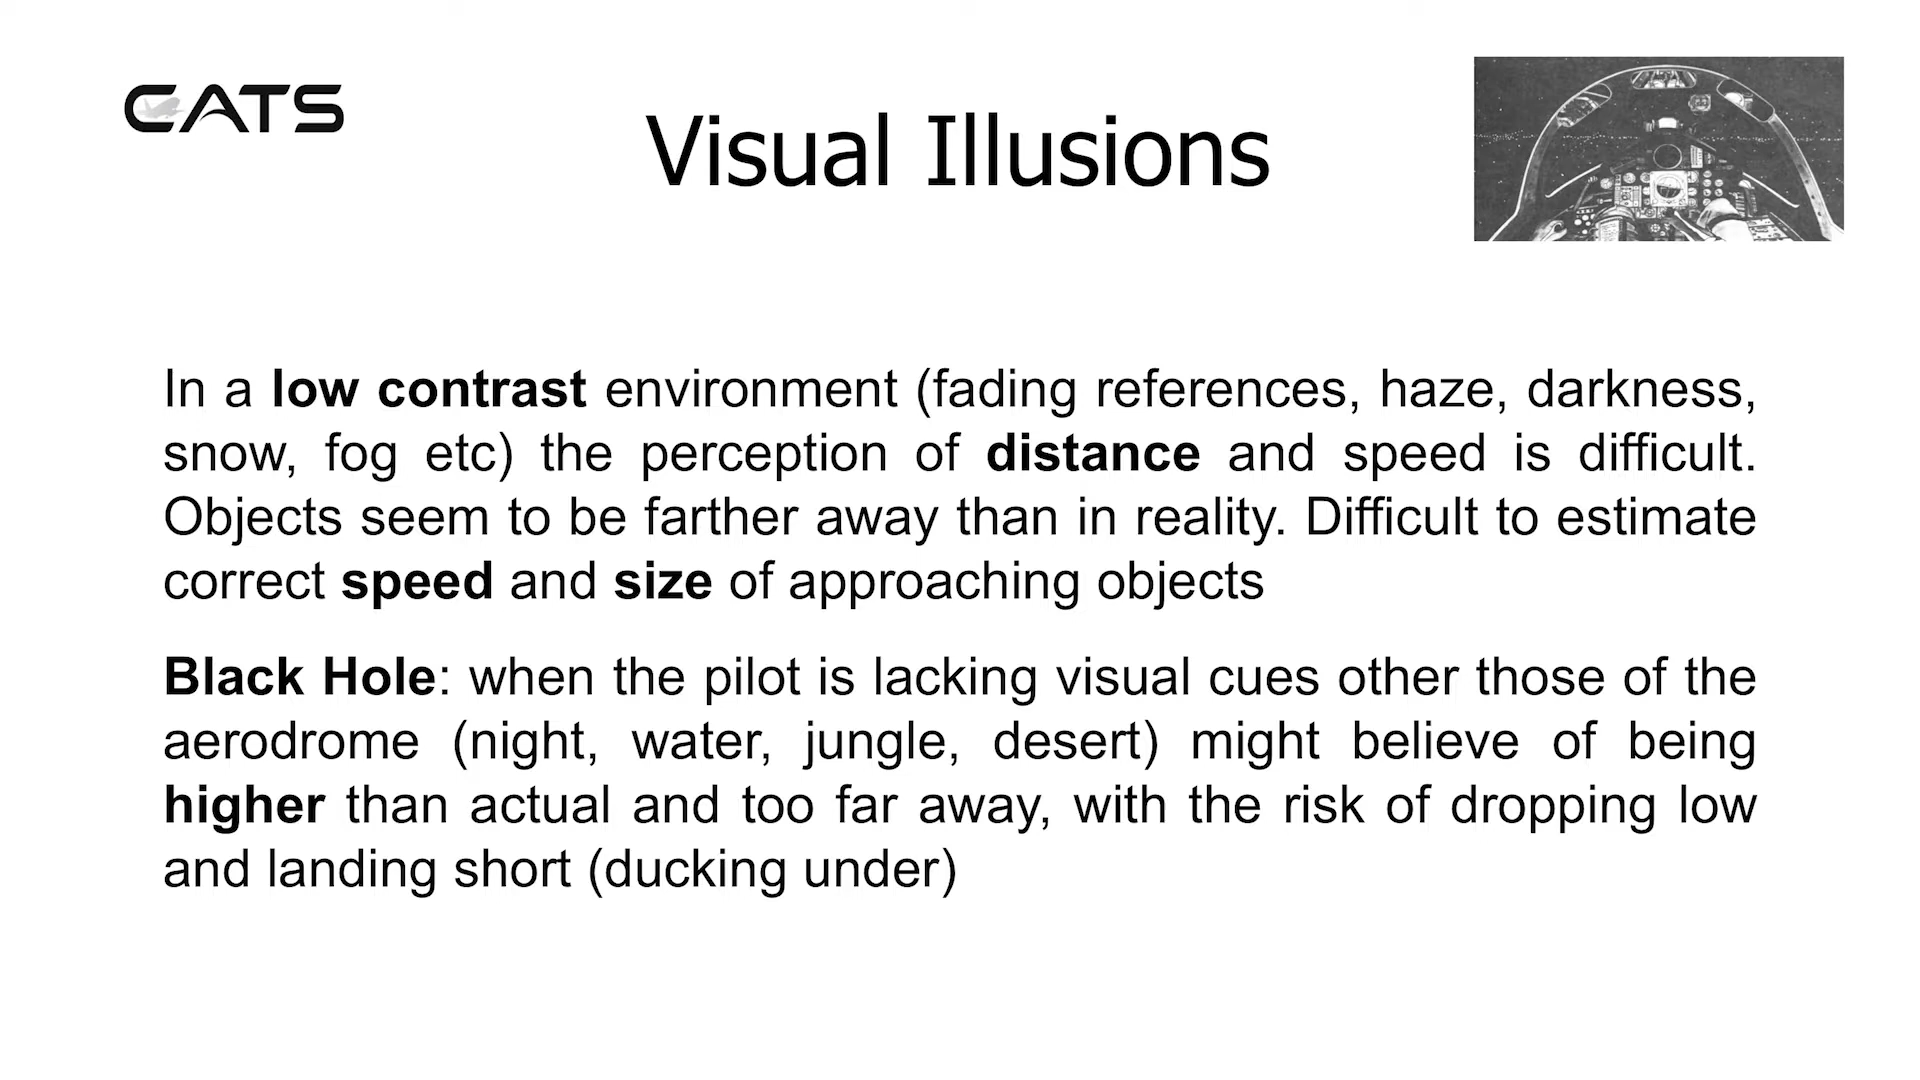 CATS
Visual Illusions
In a low contrast environment (fading references, haze, darkness,
snow, fog etc) the perception of distance and speed is difficult.
Objects seem to be farther away than in reality. Difficult to estimate
correct speed and size of approaching objects
Black Hole: when the pilot is lacking visual cues other those of the
aerodrome (night, water, jungle, desert) might believe of being
higher than actual and too far away, with the risk of dropping low
and landing short (ducking under)